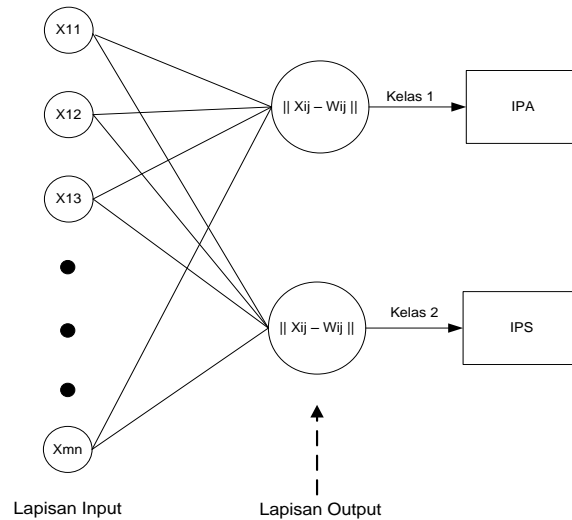 X11
X12
X13
Xmn
|| Xij – Wij ||
Kelas 1
IPA
|| Xij – Wij ||
Kelas 2
IPS
Lapisan Input
Lapisan Output